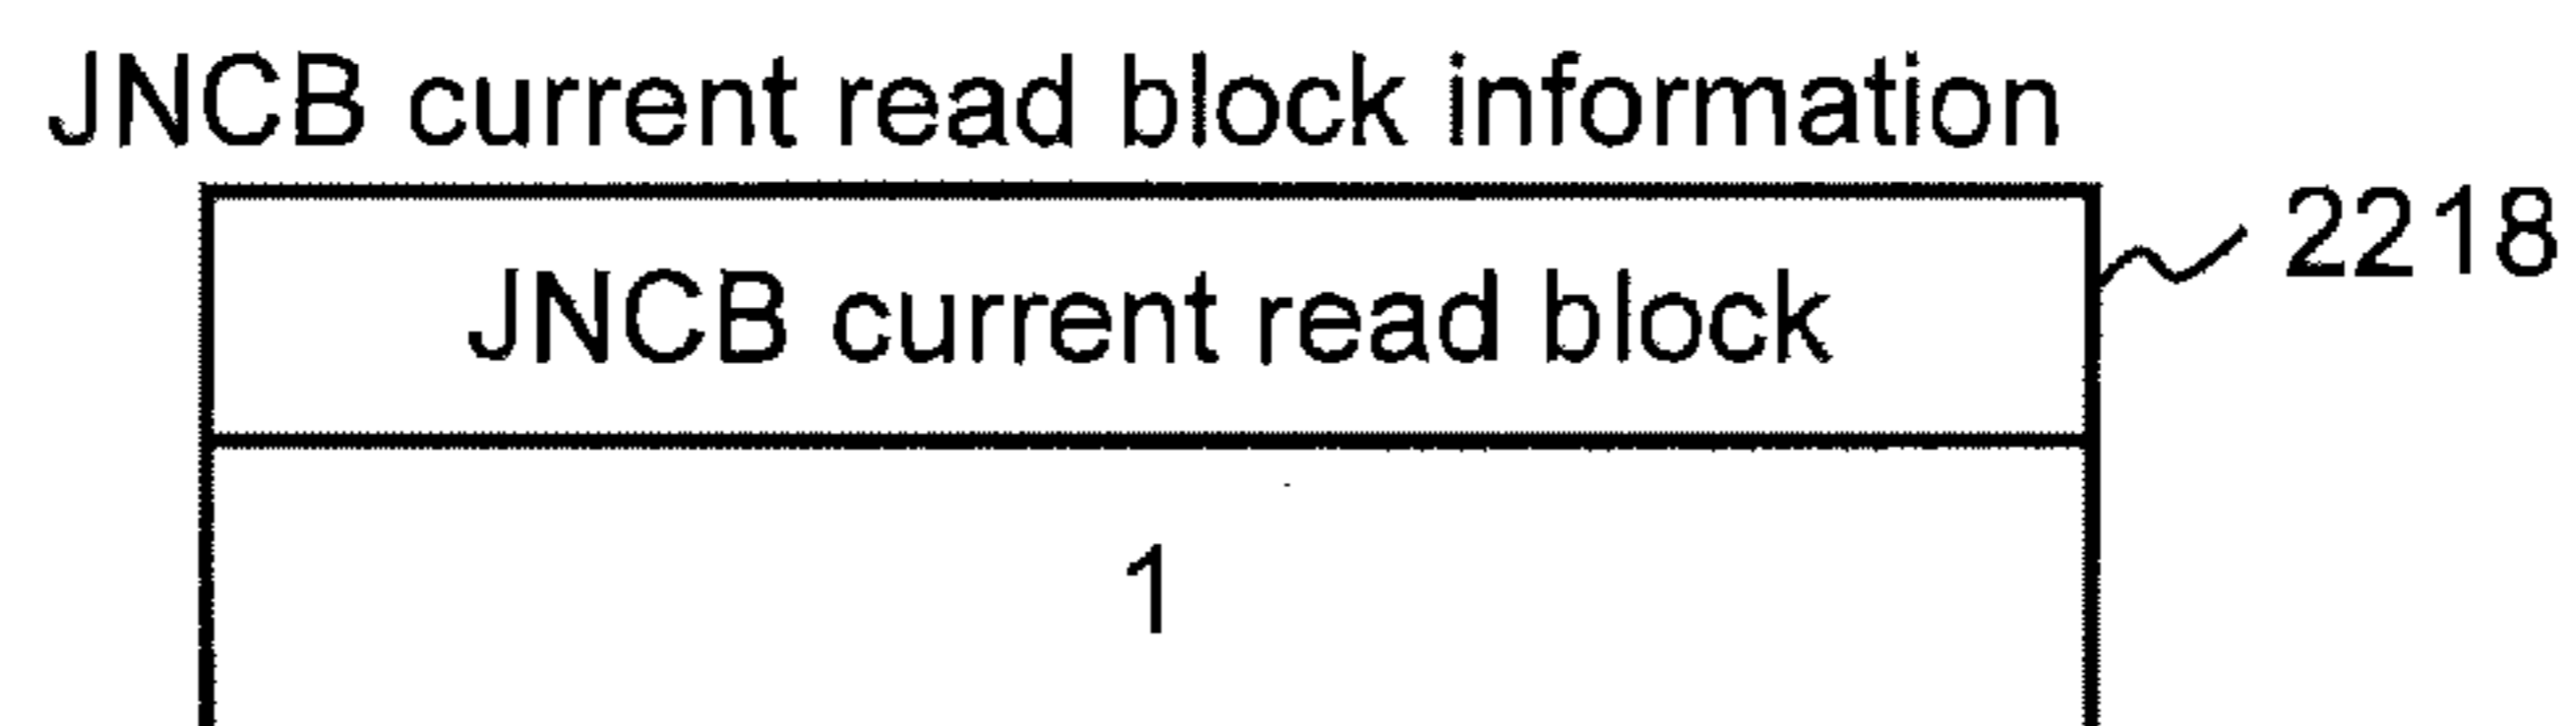 JNCB current read block information
2218
JNCB current read block
1